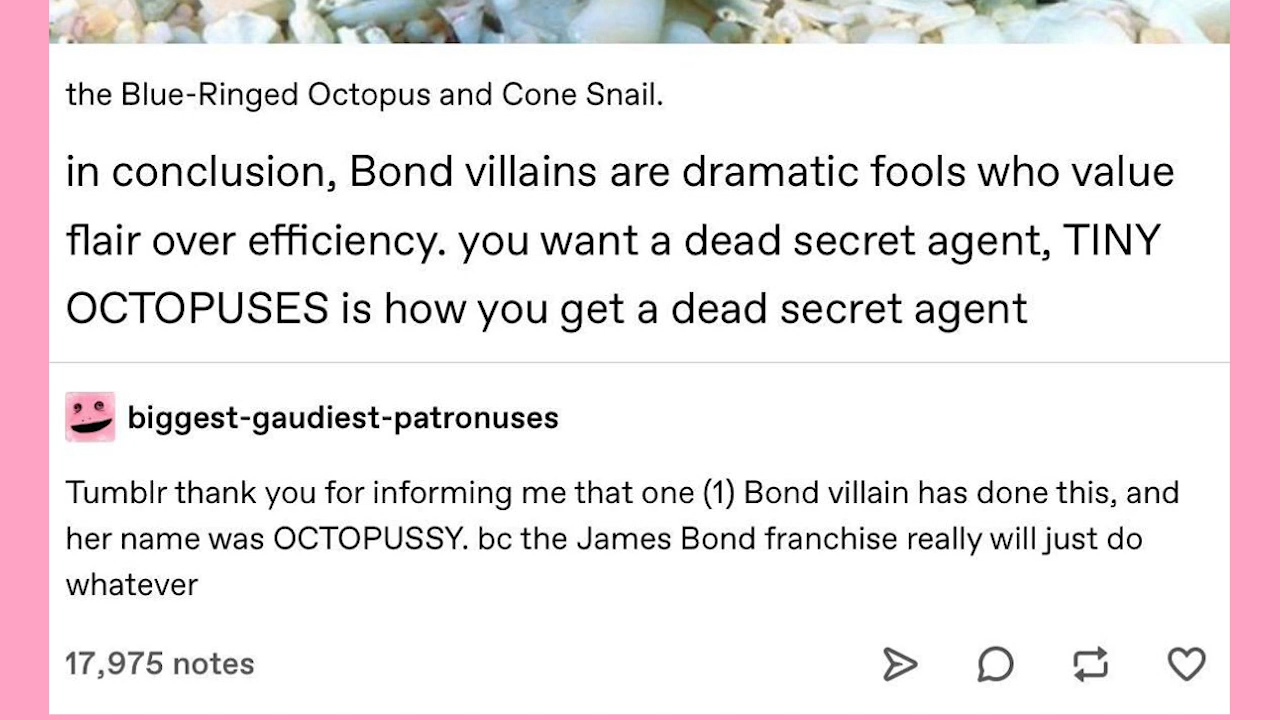 the Blue-Ringed Octopus and Cone Snail.
in conclusion, Bond villains are dramatic fools who value
flair over efficiency. you want a dead secret agent, TINY
OCTOPUSES is how you get a dead secret agent
biggest-gaudiest-patronuses
Tumblr thank you for informing me that one (1) Bond villain has done this, and
her name was OCTOPUSSY. bc the James Bond franchise really will just do
whatever
17,975 notes